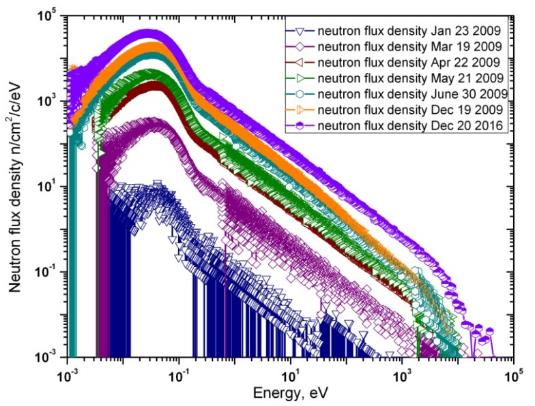 10^5
10^3
10^1
10^-1
10^-3
Neutron flux density n/cm²/c/eV
neutron flux density Jan 23 2009
neutron flux density Mar 19 2009
neutron flux density Apr 22 2009
neutron flux density May 21 2009
neutron flux density June 30 2009
neutron flux density Dec 19 2009
neutron flux density Dec 20 2016
10^-3 10^-1 10^1 10^3 10^5
Energy, eV